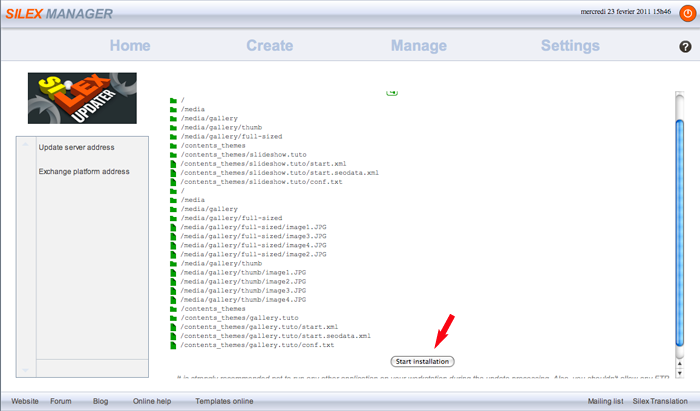 SILEX MANAGER
mercredi 23 fevrier 2011 15h46
Home Create Manage Settings
?
SILEX
UPDATER
Update server address
Exchange platform address
/
/media
/media/gallery
/media/gallery/thumb
/media/gallery/full-sized
/contents_themes
/contents_themes/slideshow.tuto
/contents_themes/slideshow.tuto/start.xml
/contents_themes/slideshow.tuto/start.seodata.xml
/contents_themes/slideshow.tuto/conf.txt
/
/media
/media/gallery
/media/gallery/full-sized
/media/gallery/full-sized/image1.JPG
/media/gallery/full-sized/image3.JPG
/media/gallery/full-sized/image4.JPG
/media/gallery/full-sized/image2.JPG
/media/gallery/thumb
/media/gallery/thumb/image1.JPG
/media/gallery/thumb/image2.JPG
/media/gallery/thumb/image3.JPG
/media/gallery/thumb/image4.JPG
/contents_themes
/contents_themes/gallery.tuto
/contents_themes/gallery.tuto/start.xml
/contents_themes/gallery.tuto/start.seodata.xml
/contents_themes/gallery.tuto/conf.txt
Start installation
It is strongly recommended not to run any other application on your workstation during the update processing. Also, you shouldn't allow any FTP
Website Forum Blog Online help Templates online Mailing list Silex Translation